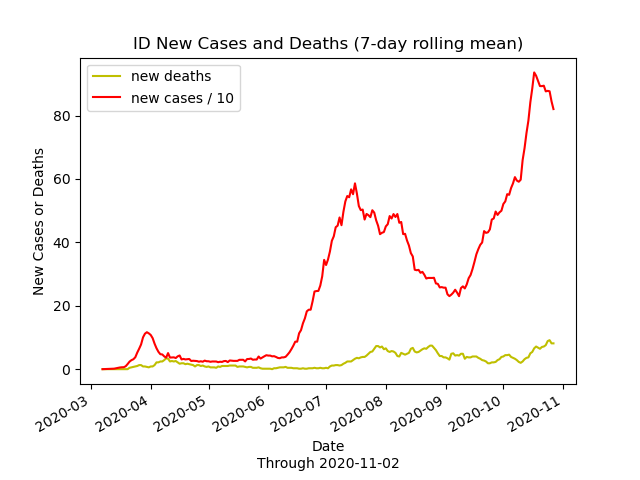 ID New Cases and Deaths (7-day rolling mean)
new deaths
new cases / 10
New Cases or Deaths
80
60
40
20
0
2020-03
2020-04
2020-05
2020-06
2020-07
2020-08
2020-09
2020-10
2020-11
Date
Through 2020-11-02